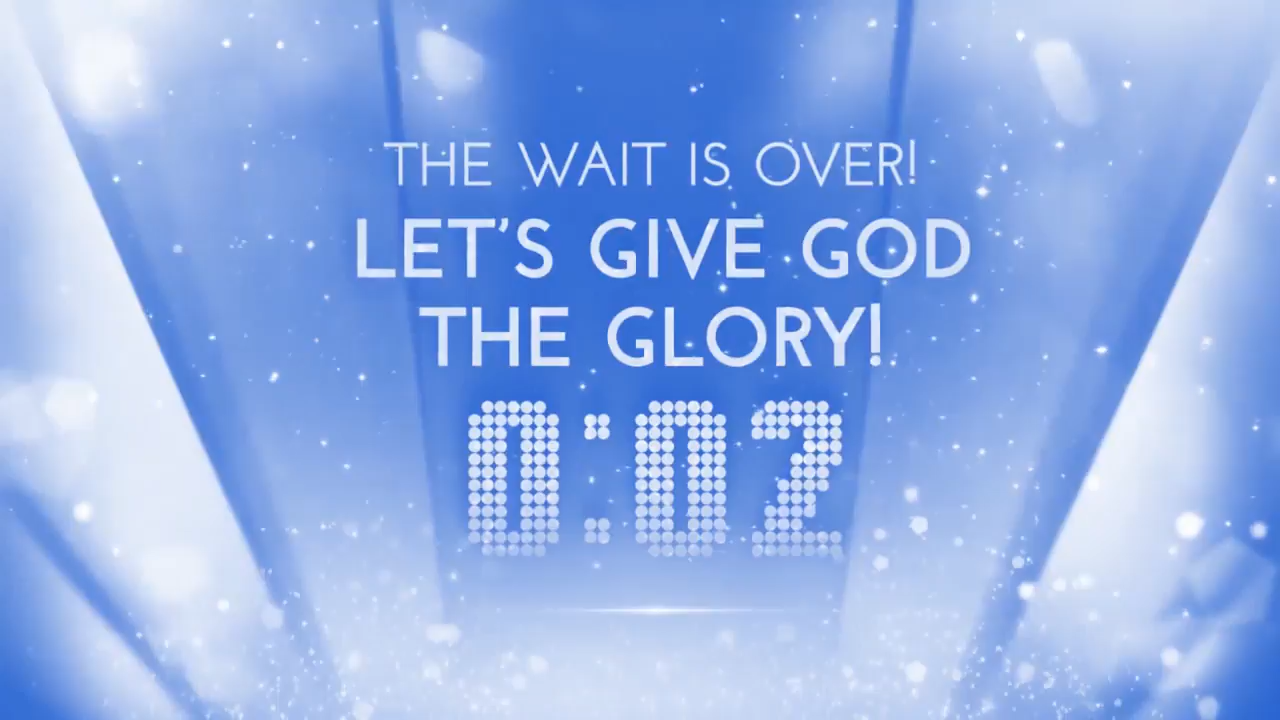 THE WAIT IS OVER!
LET'S GIVE GOD
THE GLORY!
0:02